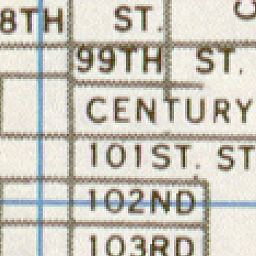 8TH ST.
99TH ST.
CENTURY
101ST. ST
102ND
103RD